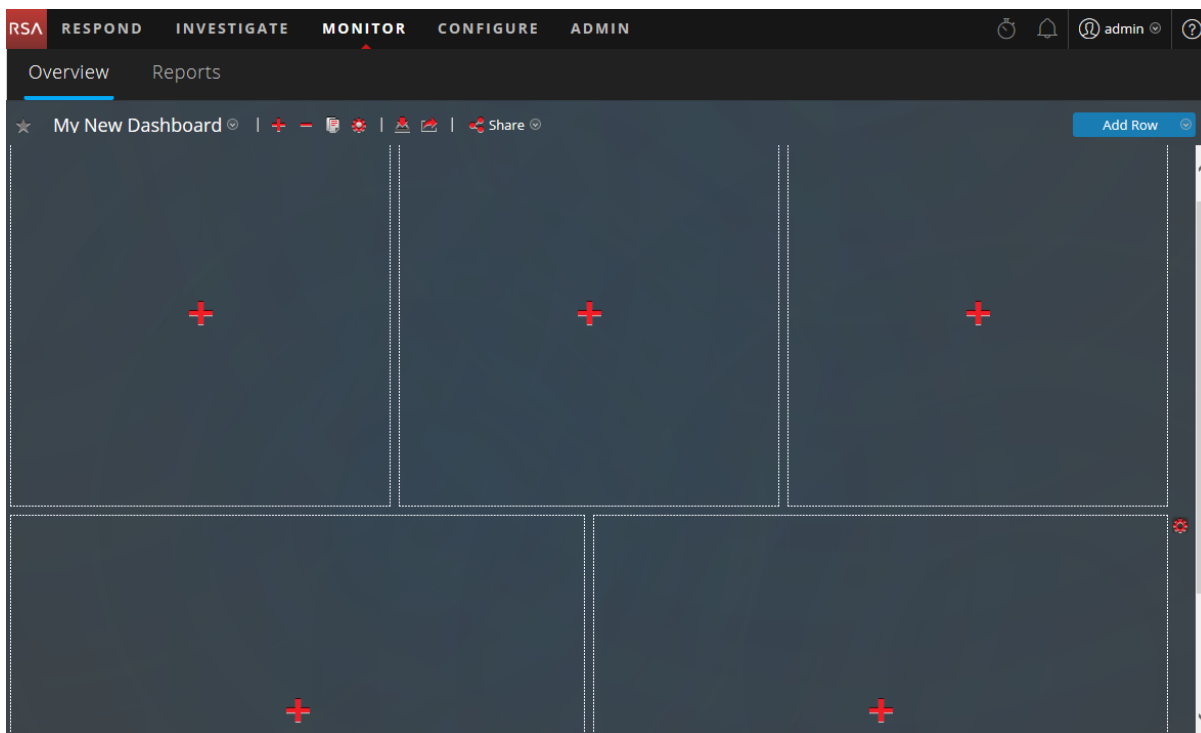 RSA RESPOND INVESTIGATE MONITOR CONFIGURE ADMIN admin ?
Overview Reports
My New Dashboard | | | Share Add Row